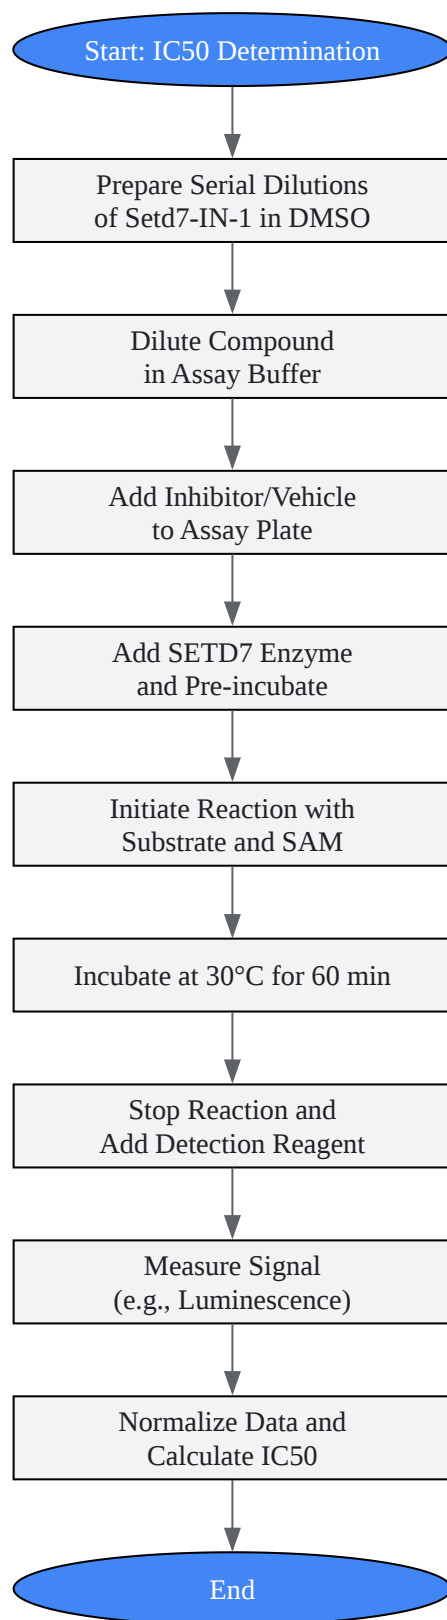 Start: IC50 Determination
Prepare Serial Dilutions
of Setd7-IN-1 in DMSO
Dilute Compound
in Assay Buffer
Add Inhibitor/Vehicle
to Assay Plate
Add SETD7 Enzyme
and Pre-incubate
Initiate Reaction with
Substrate and SAM
Incubate at 30°C for 60 min
Stop Reaction and
Add Detection Reagent
Measure Signal
(e.g., Luminescence)
Normalize Data and
Calculate IC50
End